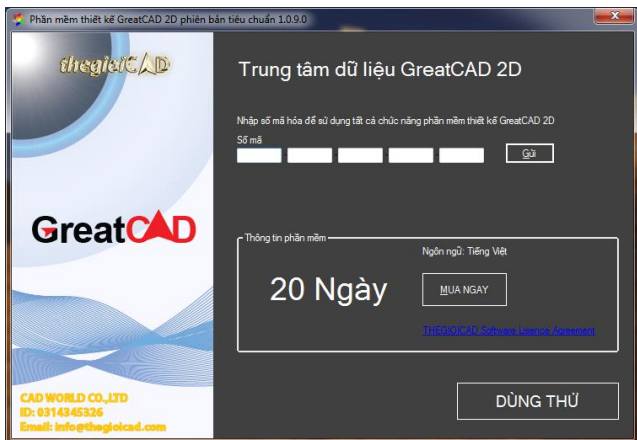 Phần mềm thiết kế GreatCAD 2D phiên bản tiêu chuẩn 1.0.9.0
thegioiCAD
Trung tâm dữ liệu GreatCAD 2D
Nhập số mã hóa để sử dụng tất cả chức năng phần mềm thiết kế GreatCAD 2D
Số mã
Gửi
GreatCAD
Thông tin phần mềm
Ngôn ngữ: Tiếng Việt
20 Ngày
MUA NGAY
THEGIOICAD Software Lisence Agreement
CAD WORLD CO.,LTD
ID: 0314345326
Email: info@thegioicad.com
DÙNG THỬ